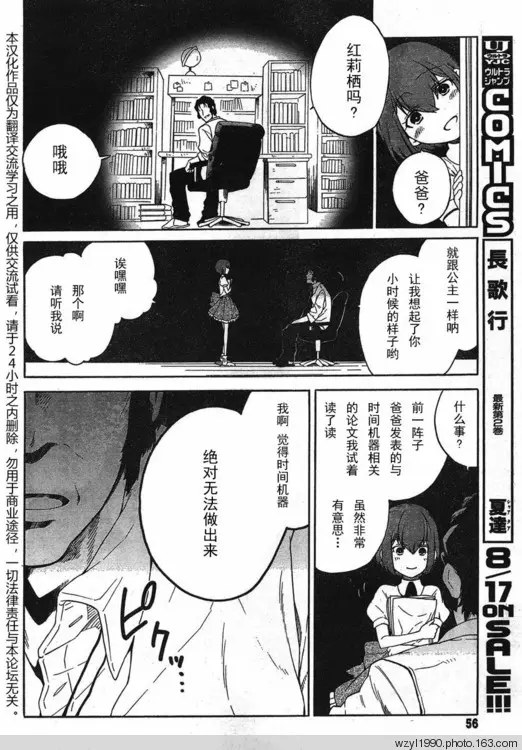 爸爸?
红莉栖吗?
哦哦
就跟公主一样呐
让我想起了你
小时候的样子哟
诶嘿嘿
那个啊
请听我说
什么事?
前一阵子
爸爸发表的与
时间机器相关
的论文我试着
读了读
虽然非常
有意思…
我啊 觉得时间机器
绝对无法做出来
ピクッ
UJ
YJC
ウルトラ
ジャンプ
COMICS
長歌行
最新第2巻
夏達
8/17 ON SALE!!!
本汉化作品仅为翻译交流学习之用,仅供交流试看,请于24小时之内删除,勿用于商业途径,一切法律责任与本论坛无关。
56
wzyl1990.photo.163.com